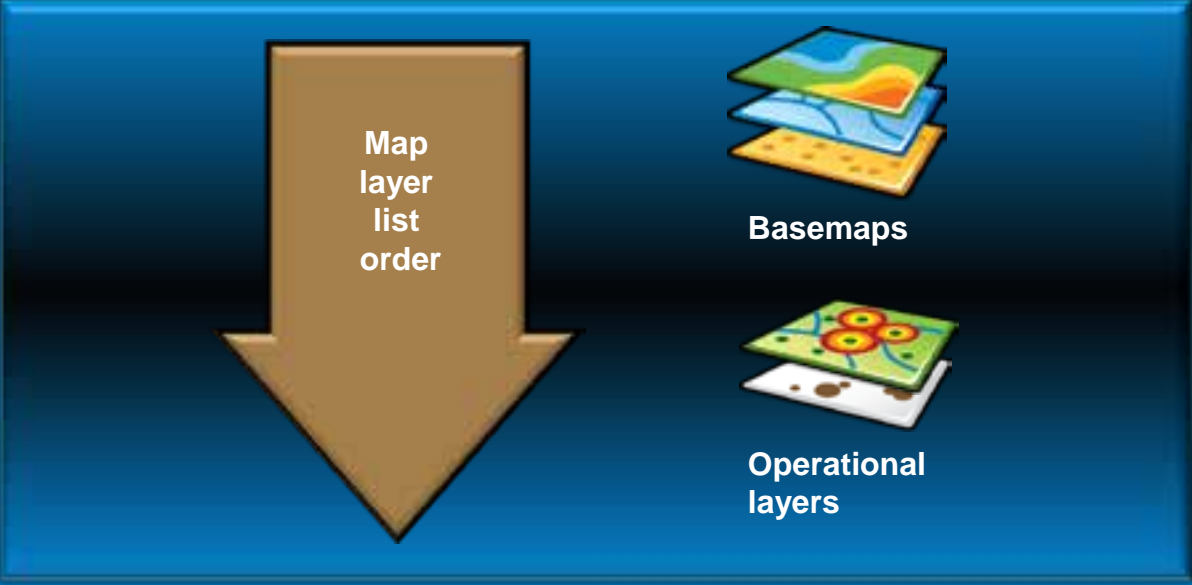 Map
layer
list
order
Basemaps
Operational
layers